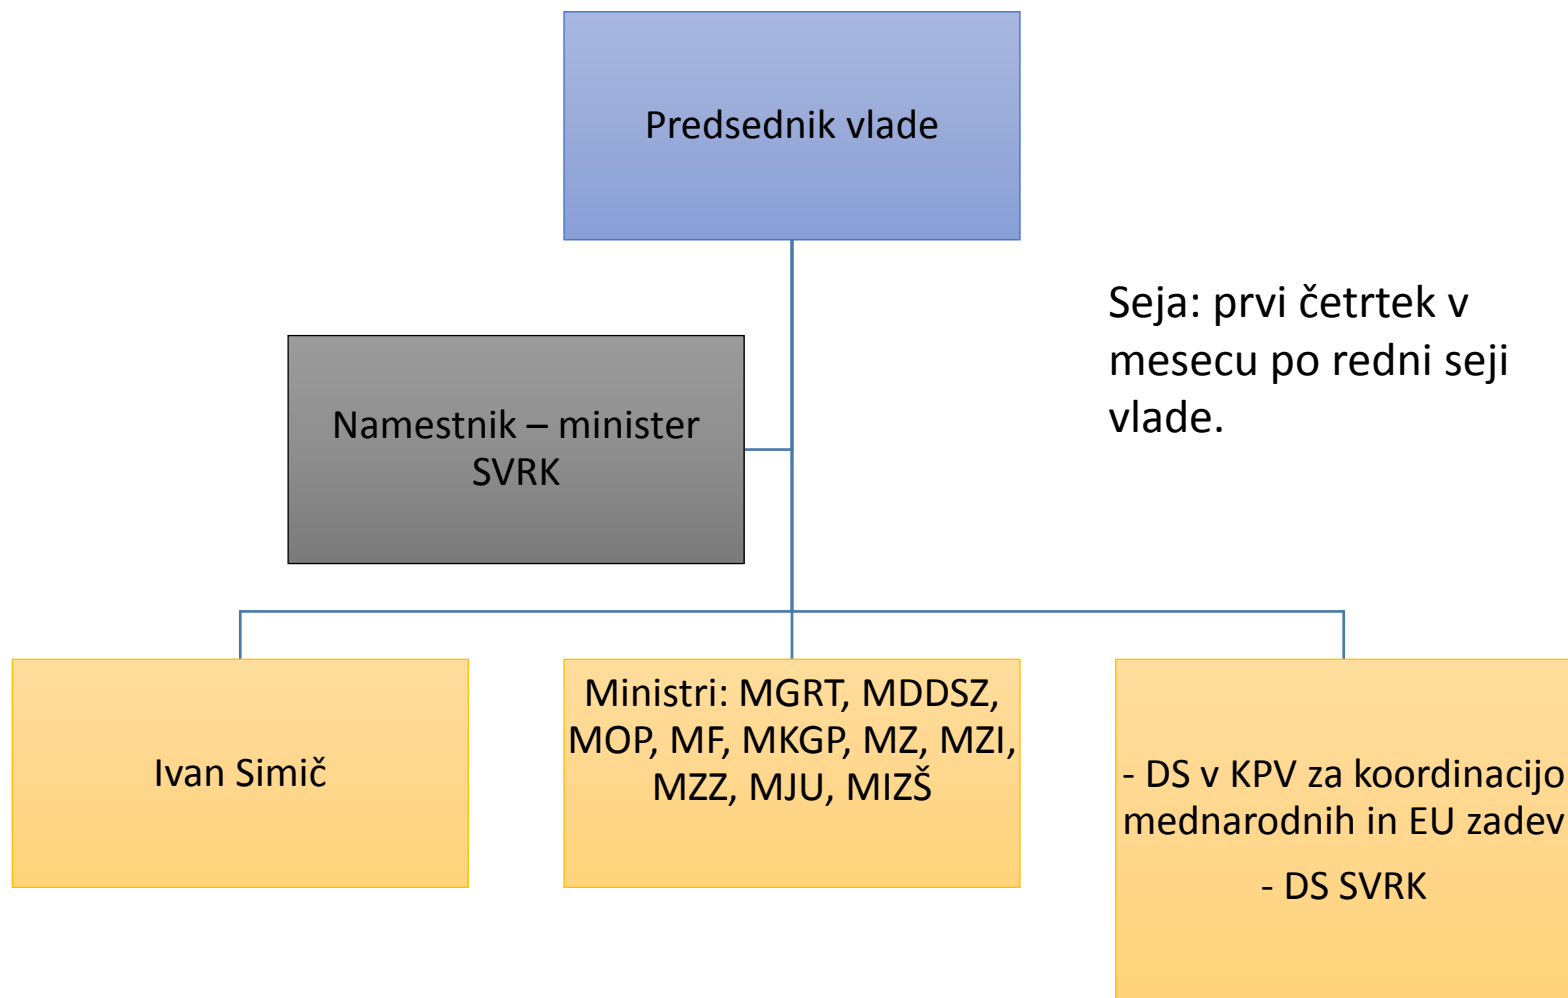 Predsednik vlade
Seja: prvi četrtek v
mesecu po redni seji
vlade.
Namestnik – minister
SVRK
Ivan Simič
Ministri: MGRT, MDDSZ,
MOP, MF, MKGP, MZ, MZI,
MZZ, MJU, MIZŠ
- DS v KPV za koordinacijo
mednarodnih in EU zadev
- DS SVRK